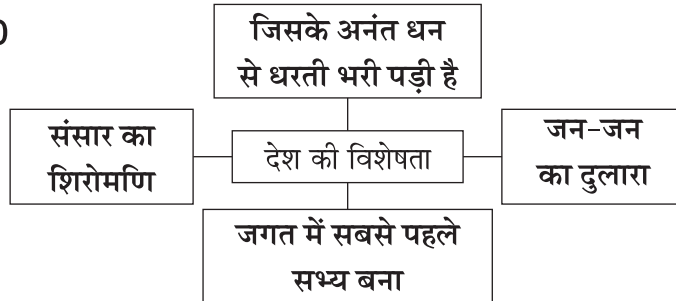 जिसके अनंत धन
से धरती भरी पड़ी है
संसार का
शिरोमणि
देश की विशेषता
जन-जन
का दुलारा
जगत में सबसे पहले
सभ्य बना